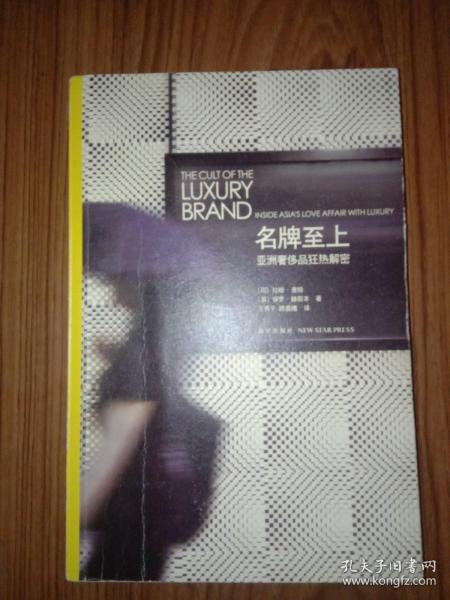 THE CULT OF THE
LUXURY
BRAND INSIDE ASIA'S LOVE AFFAIR WITH LUXURY
名牌至上
亚洲奢侈品狂热解密
著
译
新星出版社 NEW STAR PRESS
孔夫子旧书网
www.kongfz.com